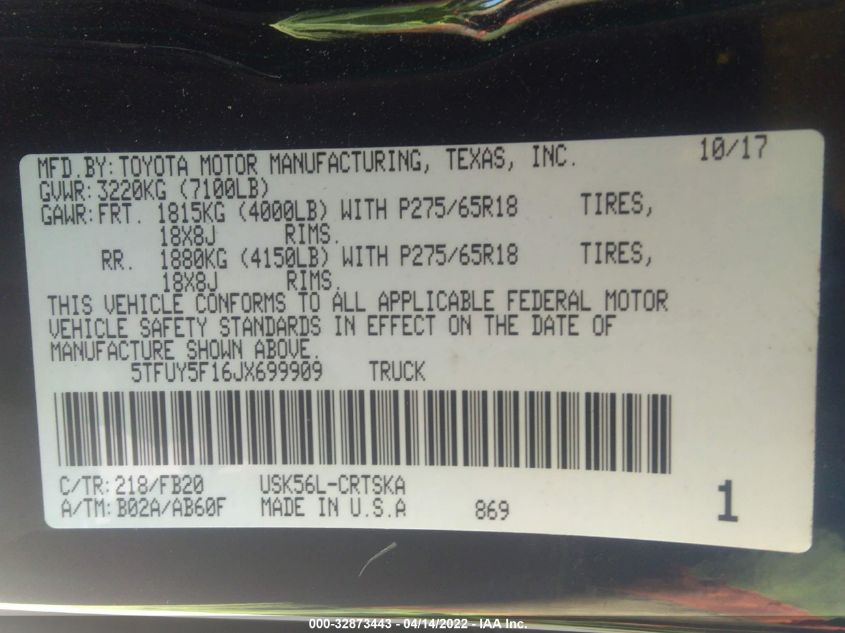 MFD.BY:TOYOTA MOTOR MANUFACTURING, TEXAS, INC. 10/17
GVWR:3220KG (7100LB)
GAWR:FRT. 1815KG (4000LB) WITH P275/65R18 TIRES,
18X8J RIMS.
RR. 1880KG (4150LB) WITH P275/65R18 TIRES,
18X8J RIMS.
THIS VEHICLE CONFORMS TO ALL APPLICABLE FEDERAL MOTOR
VEHICLE SAFETY STANDARDS IN EFFECT ON THE DATE OF
MANUFACTURE SHOWN ABOVE.
5TFUY5F16JX699909 TRUCK
C/TR:218/FB20 USK56L-CRTSKA
A/TM:B02A/AB60F MADE IN U.S.A 869 1
000-32873443 - 04/14/2022 - IAA Inc.